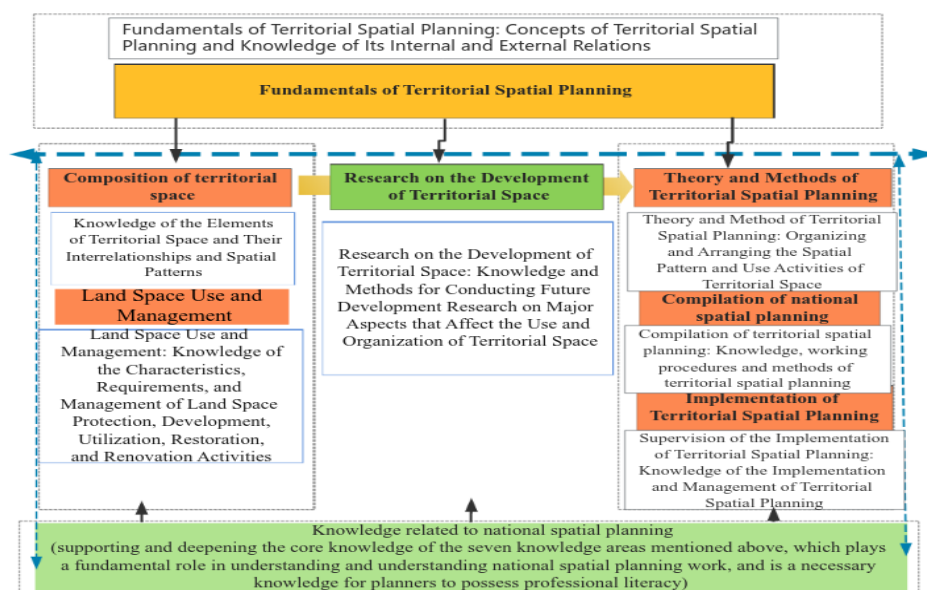 Fundamentals of Territorial Spatial Planning: Concepts of Territorial Spatial
Planning and Knowledge of Its Internal and External Relations
Fundamentals of Territorial Spatial Planning
Composition of territorial
space
Knowledge of the Elements
of Territorial Space and Their
Interrelationships and Spatial
Patterns
Land Space Use and
Management
Land Space Use and
Management: Knowledge of
the Characteristics,
Requirements, and
Management of Land Space
Protection, Development,
Utilization, Restoration,
and Renovation Activities
Research on the Development
of Territorial Space
Research on the Development of
Territorial Space: Knowledge and
Methods for Conducting Future
Development Research on Major
Aspects that Affect the Use and
Organization of Territorial Space
Theory and Methods of
Territorial Spatial Planning
Theory and Method of Territorial
Spatial Planning: Organizing
and Arranging the Spatial
Pattern and Use Activities of
Territorial Space
Compilation of national
spatial planning
Compilation of territorial spatial
planning: Knowledge, working
procedures and methods of
territorial spatial planning
Implementation of
Territorial Spatial Planning
Supervision of the Implementation
of Territorial Spatial Planning:
Knowledge of the Implementation
and Management of Territorial
Spatial Planning
Knowledge related to national spatial planning
(supporting and deepening the core knowledge of the seven knowledge areas mentioned above, which plays
a fundamental role in understanding and understanding national spatial planning work, and is a necessary
knowledge for planners to possess professional literacy)